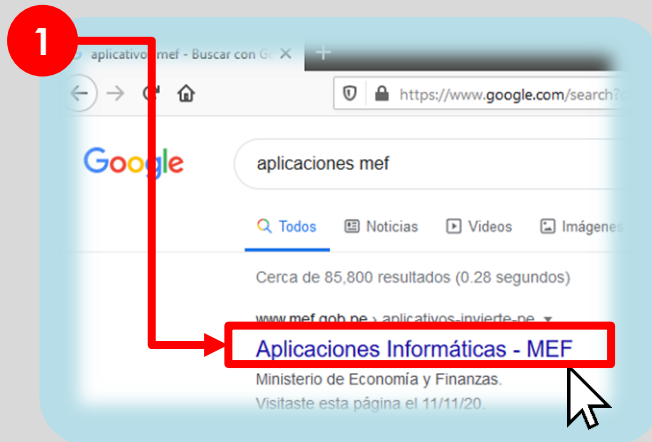 1
aplicativo mef - Buscar con G
https://www.google.com/search?
Google
aplicaciones mef
Todos Noticias Videos Imágenes
Cerca de 85,800 resultados (0.28 segundos)
www.mef.gob.pe › aplicativos-invierte-pe
Aplicaciones Informáticas - MEF
Ministerio de Economía y Finanzas.
Visitaste esta página el 11/11/20.